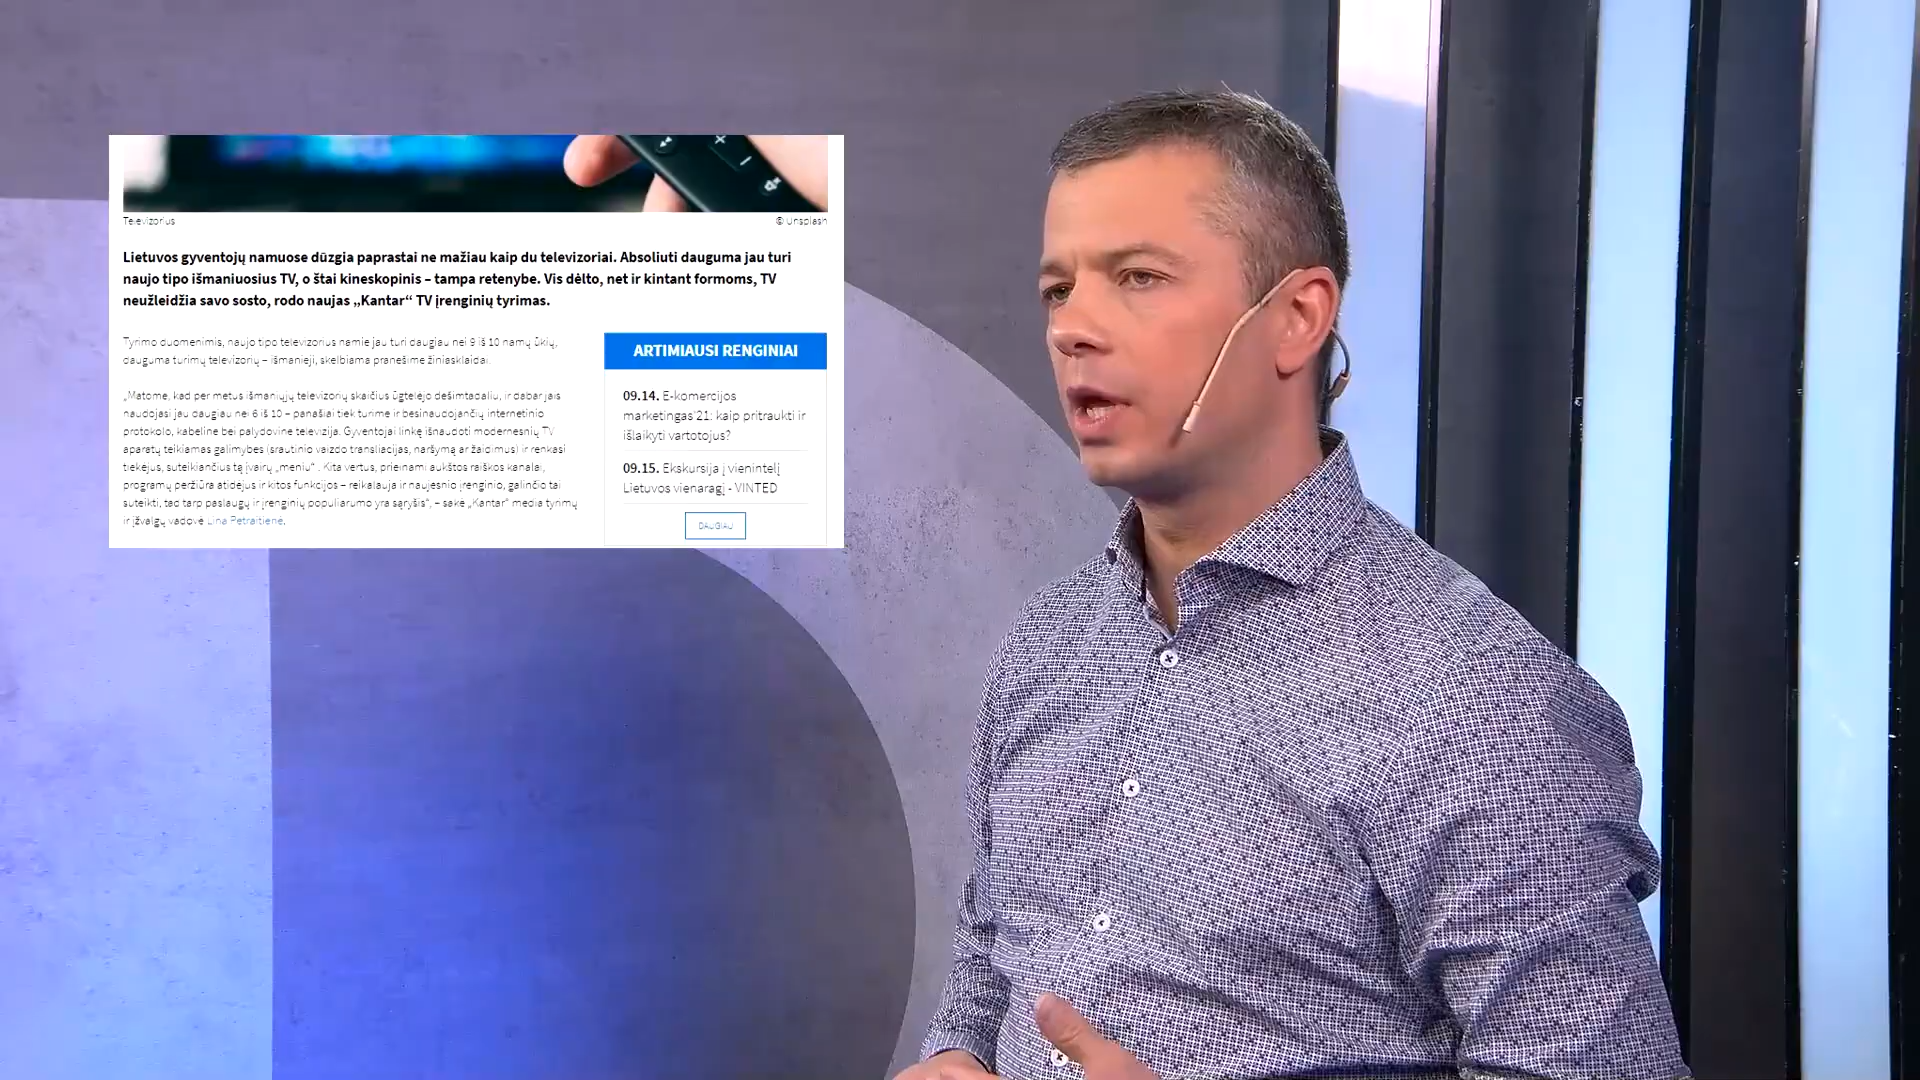 Televizorius
© Unsplash
Lietuvos gyventojų namuose dūzgia paprastai ne mažiau kaip du televizoriai. Absoliuti dauguma jau turi
naujo tipo išmaniuosius TV, o štai kineskopinis – tampa retenybe. Vis dėlto, net ir kintant formoms, TV
neužleidžia savo sosto, rodo naujas „Kantar“ TV įrenginių tyrimas.
Tyrimo duomenimis, naujo tipo televizorius namie jau turi daugiau nei 9 iš 10 namų ūkių,
dauguma turimų televizorių – išmanieji, skelbiama pranešime žiniasklaidai.
„Matome, kad per metus išmaniųjų televizorių skaičius ūgtelėjo dešimtadaliu, ir dabar jais
naudojasi jau daugiau nei 6 iš 10 – panašiai tiek turime ir besinaudojančių internetinio
protokolo, kabeline bei palydovine televizija. Gyventojai linkę išnaudoti modernesnių TV
aparatų teikiamas galimybes (srautinio vaizdo transliacijas, naršymą ar žaidimus) ir renkasi
tiekėjus, suteikiančius tą įvairų „meniu“ . Kita vertus, prieinami aukštos raiškos kanalai,
programų peržiūra atidėjus ir kitos funkcijos – reikalauja ir naujesnio įrenginio, galinčio tai
suteikti, tad tarp paslaugų ir įrenginių populiarumo yra sąryšis“, – sakė „Kantar“ media tyrimų
ir įžvalgų vadovė Lina Petraitienė.
ARTIMIAUSI RENGINIAI
09.14. E-komercijos
marketingas'21: kaip pritraukti ir
išlaikyti vartotojus?
09.15. Ekskursija į vienintelį
Lietuvos vienaragį - VINTED
DAUGIAU